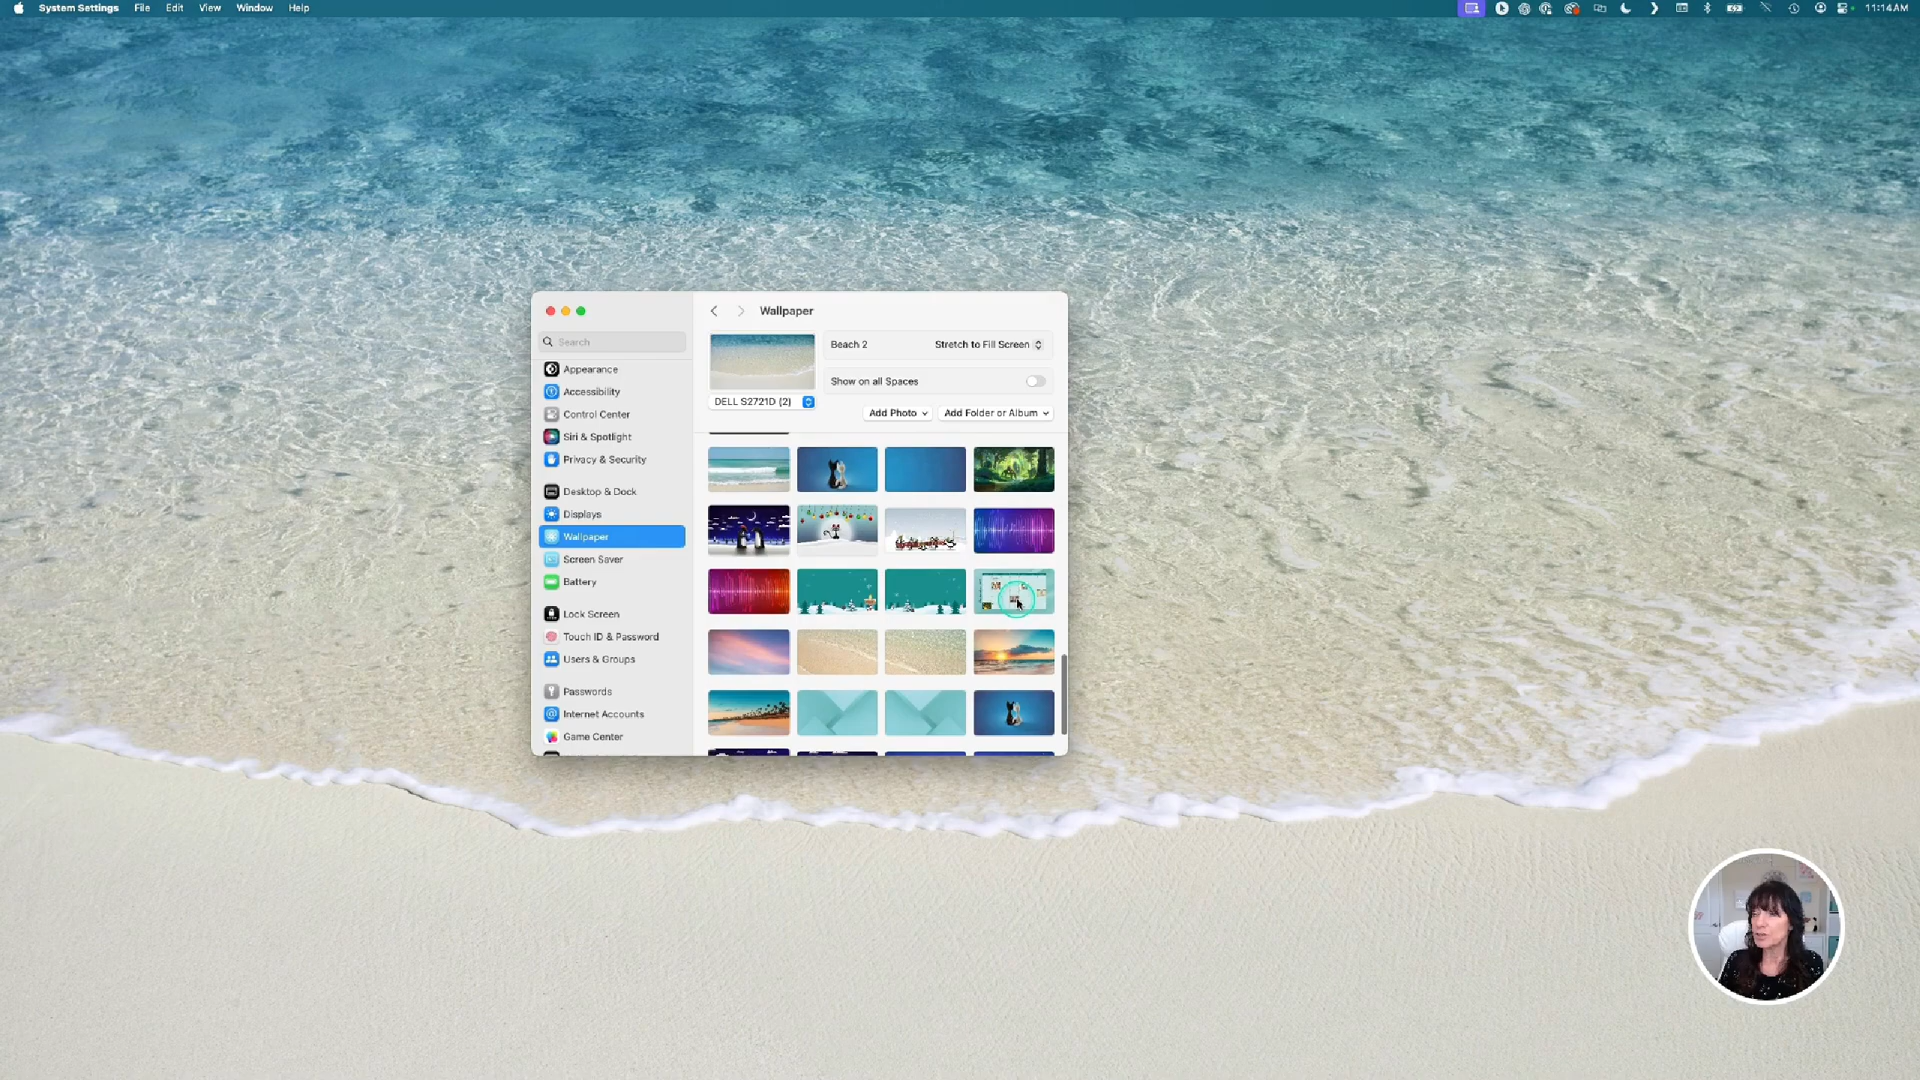 System Settings File Edit View Window Help 11:14AM
Wallpaper
Search
Beach 2 Stretch to Fill Screen
Show on all Spaces
DELL S2721D (2)
Add Photo Add Folder or Album
Appearance
Accessibility
Control Center
Siri & Spotlight
Privacy & Security
Desktop & Dock
Displays
Wallpaper
Screen Saver
Battery
Lock Screen
Touch ID & Password
Users & Groups
Passwords
Internet Accounts
Game Center